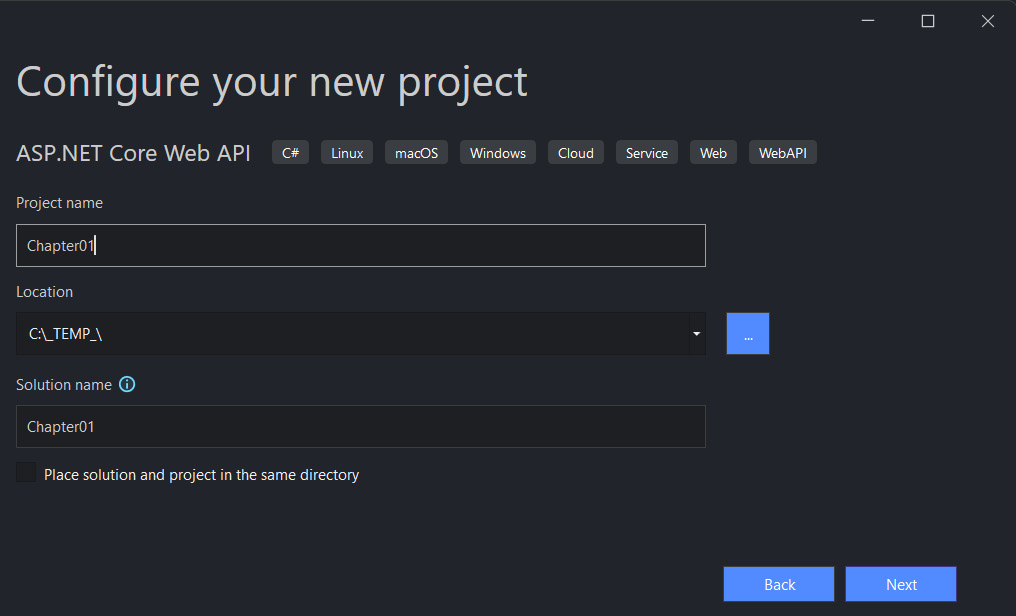 Configure your new project
ASP.NET Core Web API C# Linux macOS Windows Cloud Service Web WebAPI
Project name
Chapter01
Location
C:\_TEMP_\
...
Solution name
Chapter01
Place solution and project in the same directory
Back Next